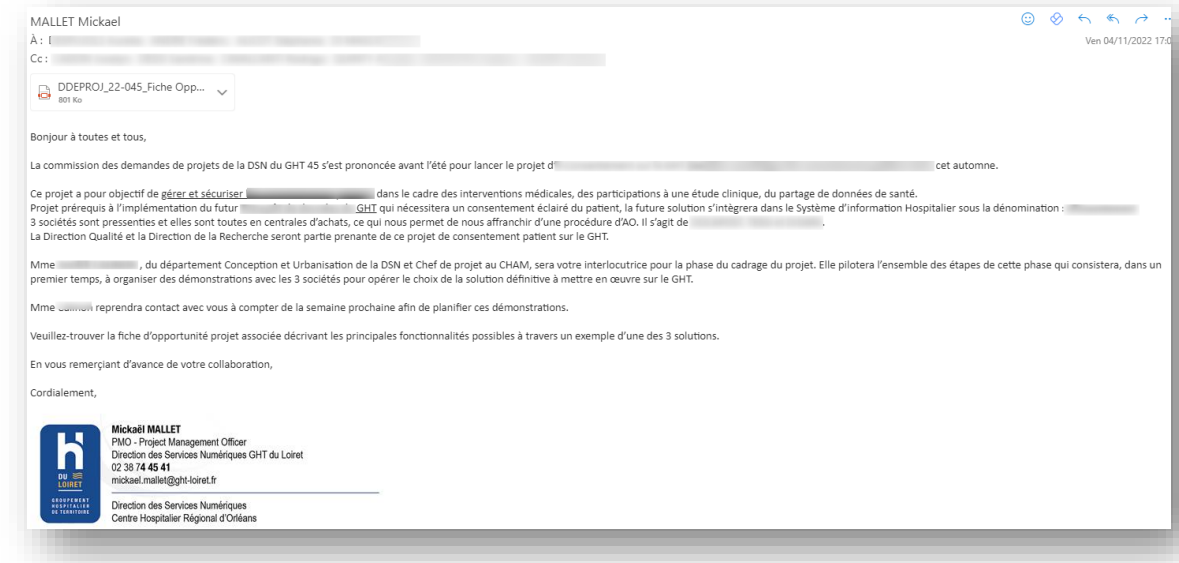 MALLET Mickael
À :
Ven 04/11/2022 17:0
Cc :
DDEPROJ_22-045_Fiche Opp...
801 Ko
Bonjour à toutes et tous,
La commission des demandes de projets de la DSN du GHT 45 s'est prononcée avant l'été pour lancer le projet d' cet automne.
Ce projet a pour objectif de gérer et sécuriser dans le cadre des interventions médicales, des participations à une étude clinique, du partage de données de santé.
Projet prérequis à l'implémentation du futur GHT qui nécessitera un consentement éclairé du patient, la future solution s'intègrera dans le Système d'information Hospitalier sous la dénomination :
3 sociétés sont pressenties et elles sont toutes en centrales d'achats, ce qui nous permet de nous affranchir d'une procédure d'AO. Il s'agit de .
La Direction Qualité et la Direction de la Recherche seront partie prenante de ce projet de consentement patient sur le GHT.
Mme , du département Conception et Urbanisation de la DSN et Chef de projet au CHAM, sera votre interlocutrice pour la phase du cadrage du projet. Elle pilotera l'ensemble des étapes de cette phase qui consistera, dans un
premier temps, à organiser des démonstrations avec les 3 sociétés pour opérer le choix de la solution définitive à mettre en œuvre sur le GHT.
Mme reprendra contact avec vous à compter de la semaine prochaine afin de planifier ces démonstrations.
Veuillez-trouver la fiche d'opportunité projet associée décrivant les principales fonctionnalités possibles à travers un exemple d'une des 3 solutions.
En vous remerçiant d'avance de votre collaboration,
Cordialement,
Mickaël MALLET
PMO - Project Management Officer
Direction des Services Numériques GHT du Loiret
02 38 74 45 41
mickael.mallet@ght-loiret.fr
Direction des Services Numériques
Centre Hospitalier Régional d'Orléans
h
DU
LOIRET
GROUPEMENT
HOSPITALIER
DE TERRITOIRE